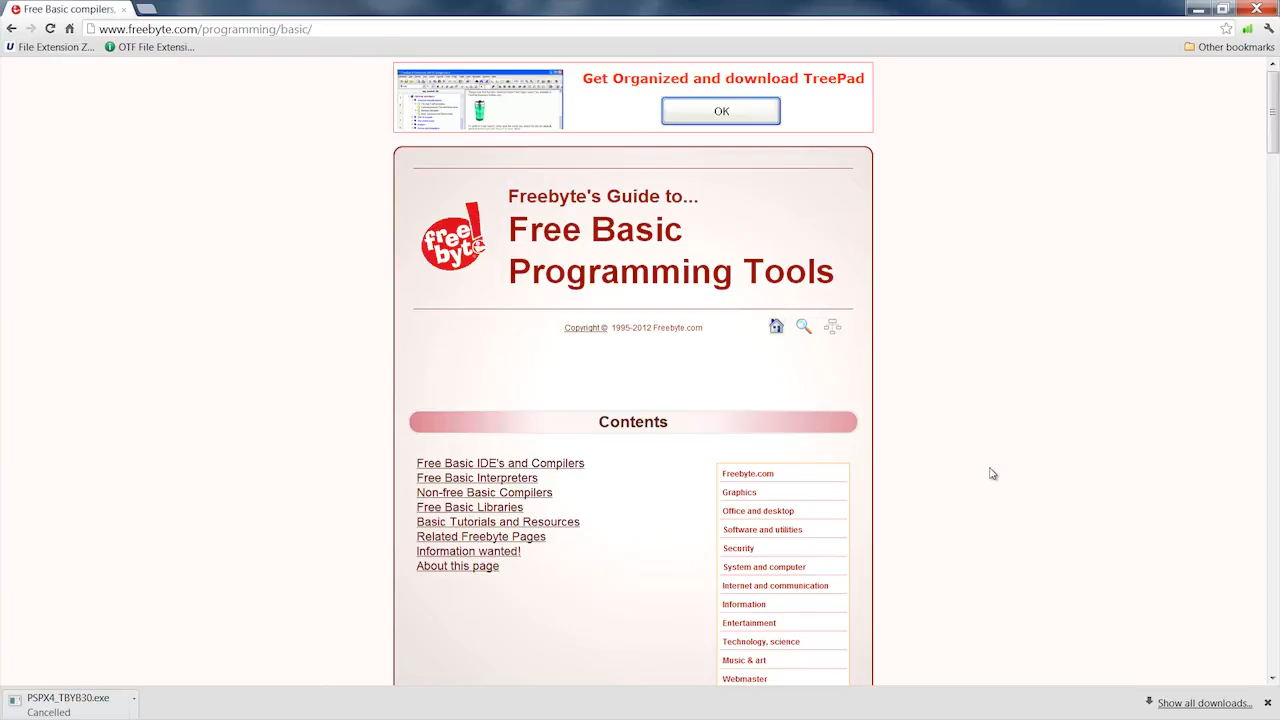 Free Basic compilers,
www.freebyte.com/programming/basic/
File Extension Z...
OTF File Extensi...
Other bookmarks
Get Organized and download TreePad
OK
Freebyte's Guide to...
free
byte!
Free Basic
Programming Tools
Copyright © 1995-2012 Freebyte.com
Contents
Free Basic IDE's and Compilers
Free Basic Interpreters
Non-free Basic Compilers
Free Basic Libraries
Basic Tutorials and Resources
Related Freebyte Pages
Information wanted!
About this page
Freebyte.com
Graphics
Office and desktop
Software and utilities
Security
System and computer
Internet and communication
Information
Entertainment
Technology, science
Music & art
Webmaster
PSPX4_TBYB30.exe
Cancelled
Show all downloads...